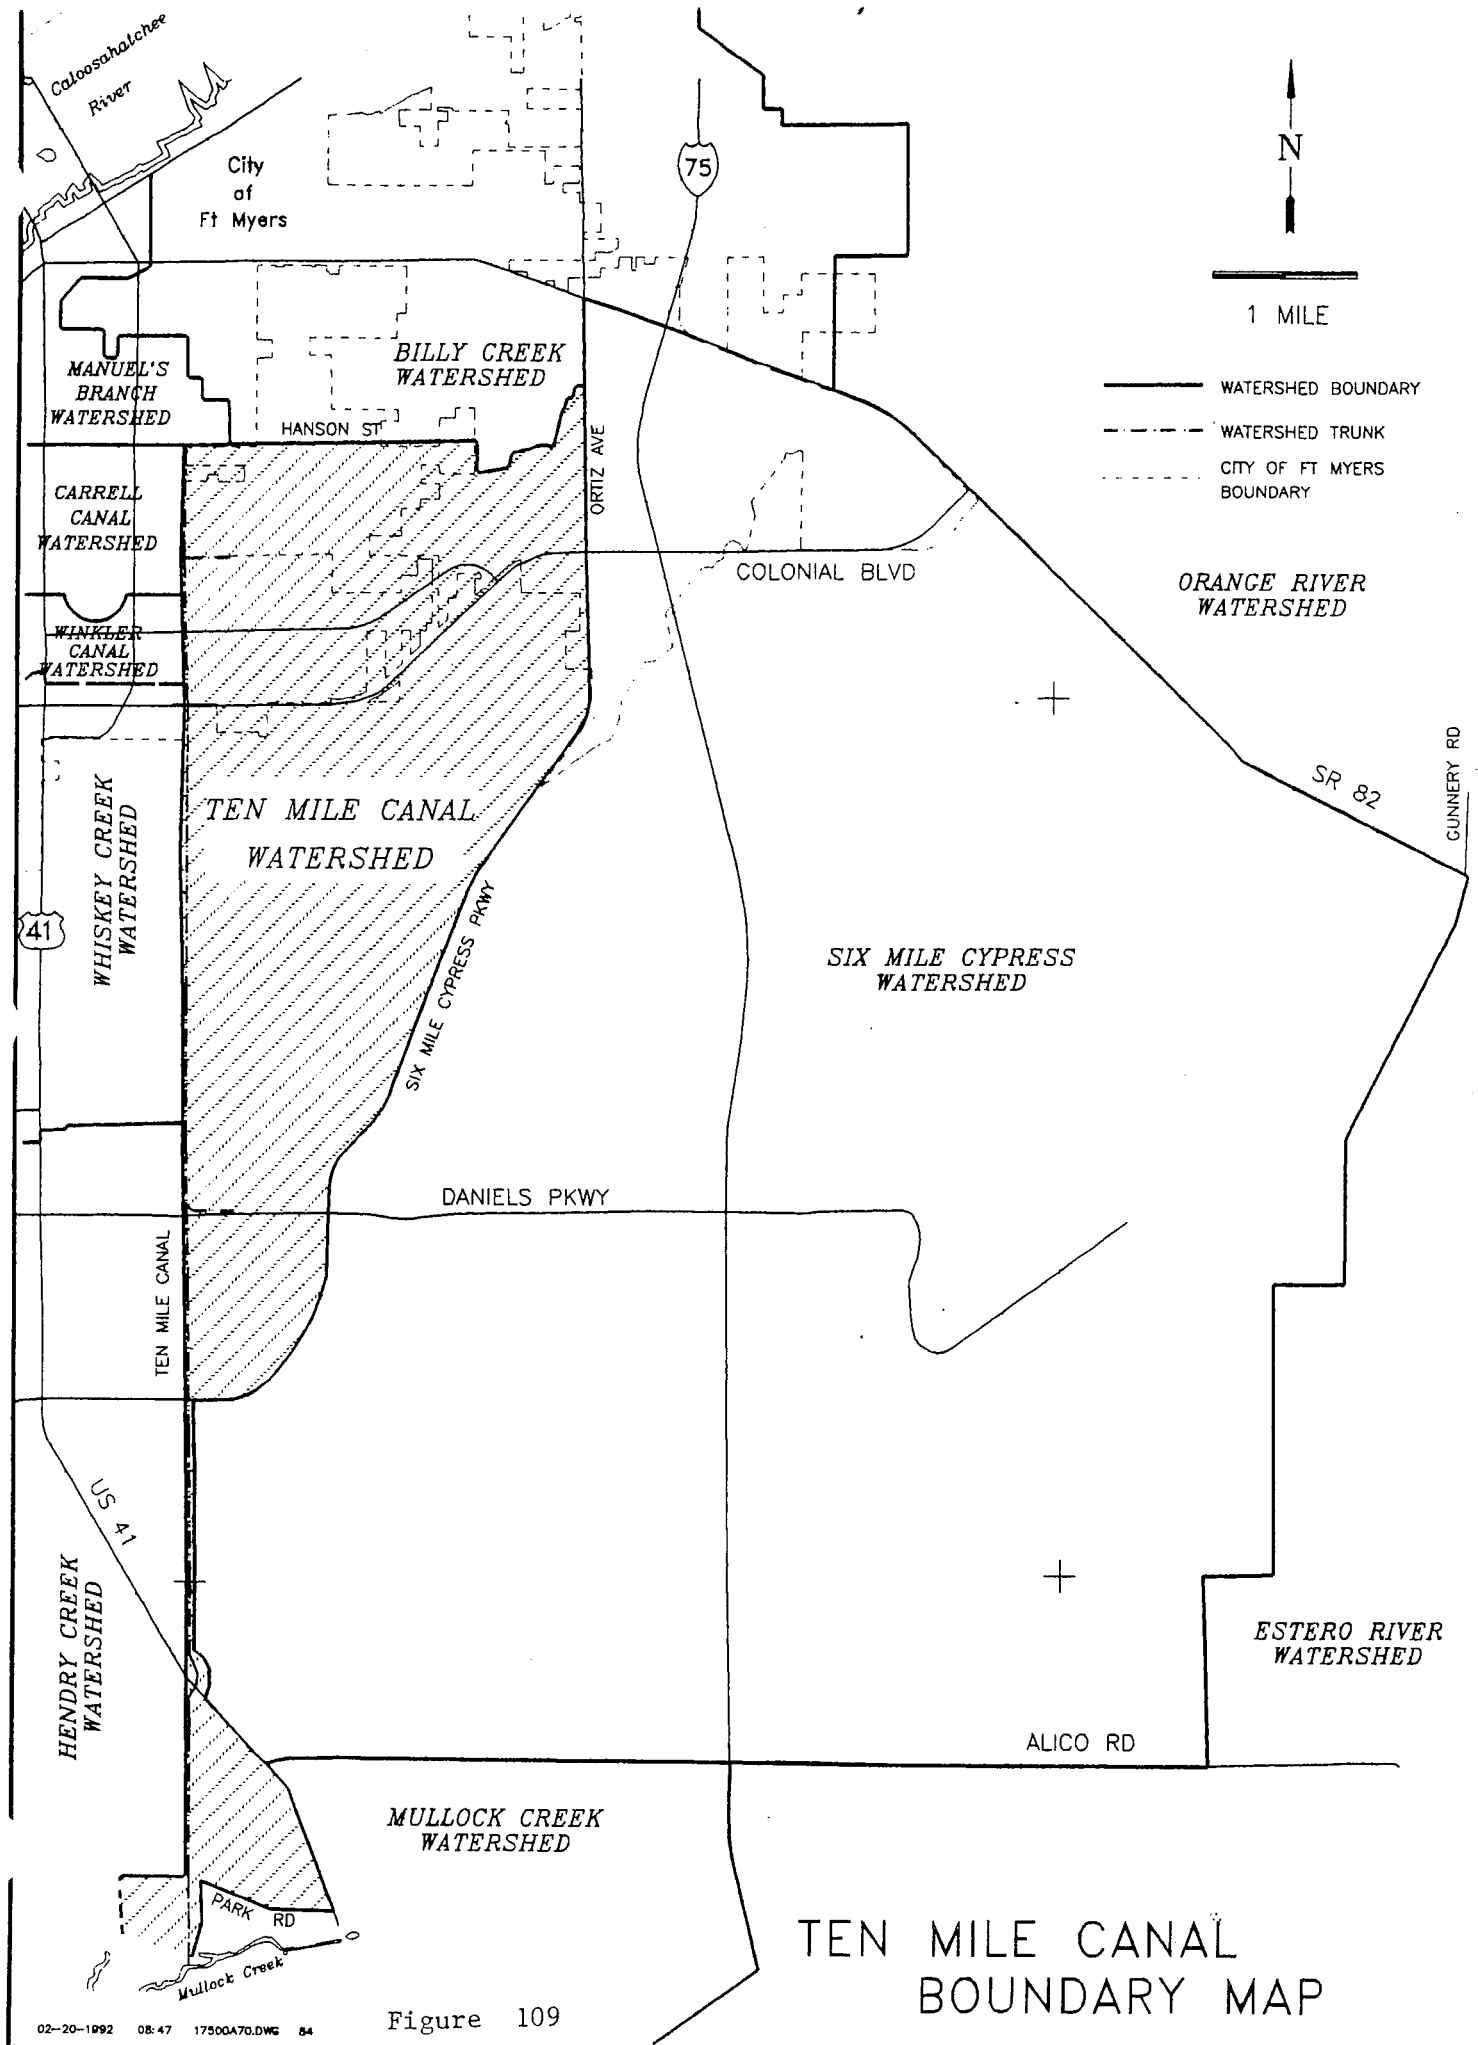 Caloosahatchee
River
City
of
Ft Myers
75
N
1 MILE
WATERSHED BOUNDARY
WATERSHED TRUNK
CITY OF FT MYERS
BOUNDARY
MANUEL'S
BRANCH
WATERSHED
BILLY CREEK
WATERSHED
HANSON ST
ORTIZ AVE
CARRELL
CANAL
WATERSHED
COLONIAL BLVD
ORANGE RIVER
WATERSHED
WINKLER
CANAL
WATERSHED
SR 82
GUNNERY RD
WHISKEY CREEK
WATERSHED
TEN MILE CANAL
WATERSHED
41
SIX MILE CYPRESS PKWY
SIX MILE CYPRESS
WATERSHED
DANIELS PKWY
TEN MILE CANAL
US 41
HENDRY CREEK
WATERSHED
ESTERO RIVER
WATERSHED
ALICO RD
MULLOCK CREEK
WATERSHED
PARK RD
Mullock Creek
TEN MILE CANAL
BOUNDARY MAP
02-20-1992 08:47 17500A70.DWG 84
Figure 109